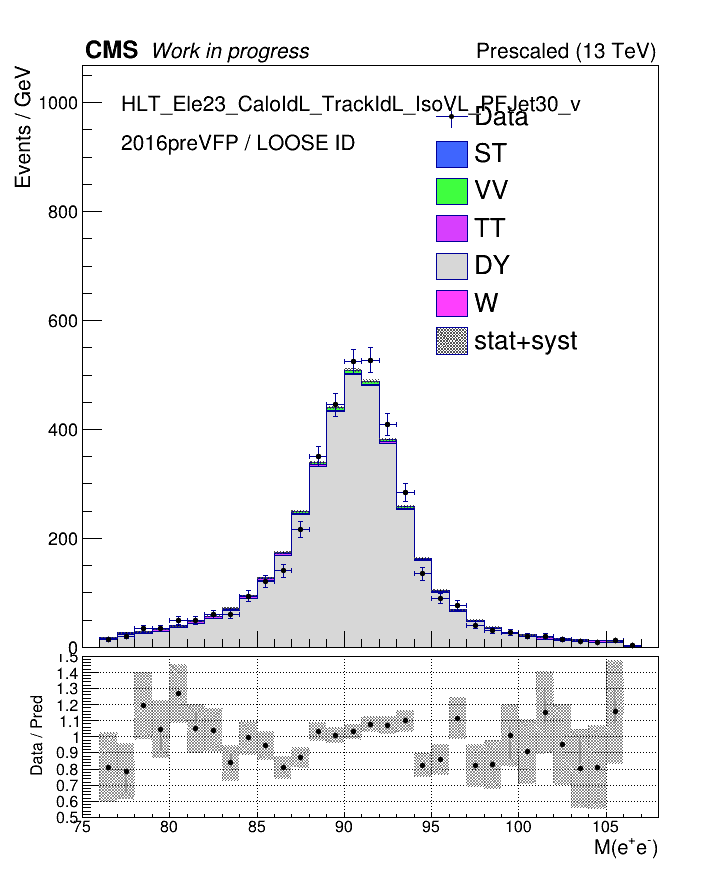 CMS Work in progress Prescaled (13 TeV)
Events / GeV
HLT_Ele23_CaloIdL_TrackIdL_IsoVL_PFJet30_v
2016preVFP / LOOSE ID
Data
ST
VV
TT
DY
W
stat+syst
1000
800
600
400
200
0
Data / Pred
1.5
1.4
1.3
1.2
1.1
1
0.9
0.8
0.7
0.6
0.5
75 80 85 90 95 100 105
M(e⁺e⁻)